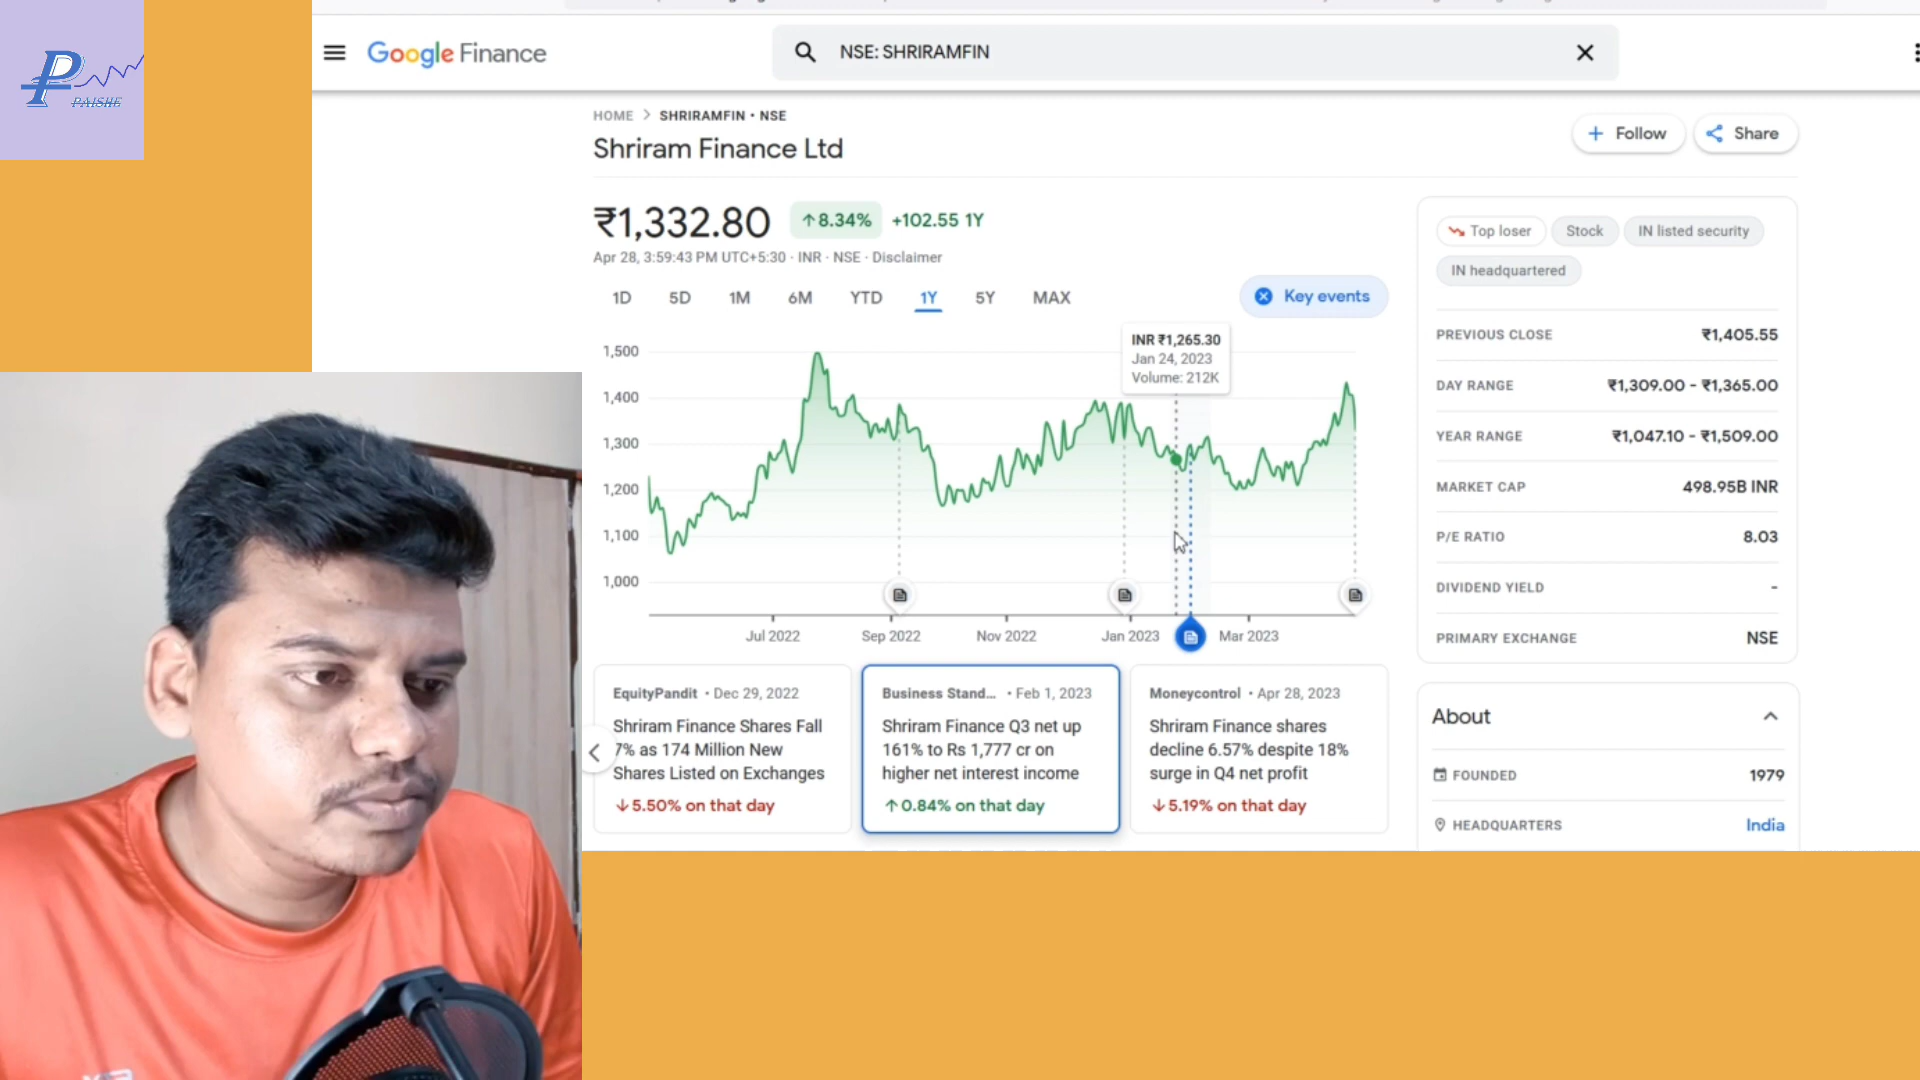 PAISHE
Google Finance
NSE: SHRIRAMFIN
HOME > SHRIRAMFIN • NSE
Shriram Finance Ltd
+ Follow
Share
₹1,332.80
↑8.34%
+102.55 1Y
Apr 28, 3:59:43 PM UTC+5:30 · INR · NSE · Disclaimer
1D 5D 1M 6M YTD 1Y 5Y MAX
Key events
INR ₹1,265.30
Jan 24, 2023
Volume: 212K
1,500
1,400
1,300
1,200
1,100
1,000
Jul 2022 Sep 2022 Nov 2022 Jan 2023 Mar 2023
EquityPandit • Dec 29, 2022
Shriram Finance Shares Fall
7% as 174 Million New
Shares Listed on Exchanges
↓5.50% on that day
Business Stand... • Feb 1, 2023
Shriram Finance Q3 net up
161% to Rs 1,777 cr on
higher net interest income
↑0.84% on that day
Moneycontrol • Apr 28, 2023
Shriram Finance shares
decline 6.57% despite 18%
surge in Q4 net profit
↓5.19% on that day
Top loser
Stock
IN listed security
IN headquartered
PREVIOUS CLOSE ₹1,405.55
DAY RANGE ₹1,309.00 - ₹1,365.00
YEAR RANGE ₹1,047.10 - ₹1,509.00
MARKET CAP 498.95B INR
P/E RATIO 8.03
DIVIDEND YIELD -
PRIMARY EXCHANGE NSE
About
FOUNDED 1979
HEADQUARTERS India